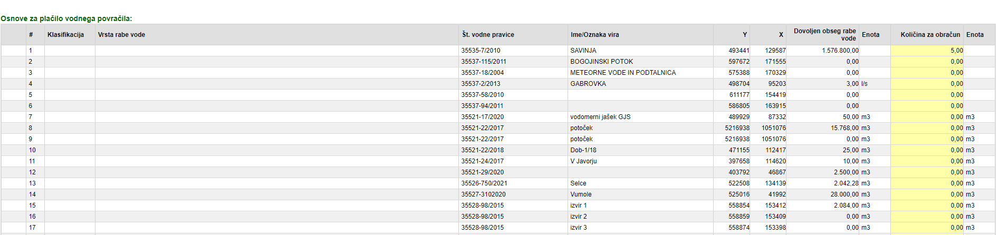 Osnove za plačilo vodnega povračila:
# Klasifikacija Vrsta rabe vode Št. vodne pravice Ime/Oznaka vira Y X Dovoljen obseg rabe vode Enota Količina za obračun Enota
1 35535-7/2010 SAVINJA 493441 129587 1.576.800,00 5,00
2 35537-115/2011 BOGOJINSKI POTOK 597672 171555 0,00 0,00
3 35537-18/2004 METEORNE VODE IN PODTALNICA 575388 170329 0,00 0,00
4 35537-2/2013 GABROVKA 498704 95203 3,00 l/s 0,00
5 35537-58/2010 611177 154419 0,00 0,00
6 35537-94/2011 586805 163915 0,00 0,00
7 35521-17/2020 vodomerni jašek GJS 489929 87332 50,00 m3 0,00 m3
8 35521-22/2017 potoček 5216938 1051076 15.768,00 m3 0,00 m3
9 35521-22/2017 potoček 5216938 1051076 0,00 m3 0,00 m3
10 35521-22/2018 Dob-1/18 471155 112417 25,00 m3 0,00 m3
11 35521-24/2017 V Javorju 397658 114620 10,00 m3 0,00 m3
12 35521-29/2020 403792 46867 2.500,00 m3 0,00 m3
13 35526-750/2021 Selce 522508 134139 2.042,28 m3 0,00 m3
14 35527-3102020 Vumole 525016 41992 28.000,00 m3 0,00 m3
15 35528-98/2015 izvir 1 558854 153412 2.084,00 m3 0,00 m3
16 35528-98/2015 izvir 2 558859 153409 0,00 m3 0,00 m3
17 35528-98/2015 izvir 3 558874 153398 0,00 m3 0,00 m3